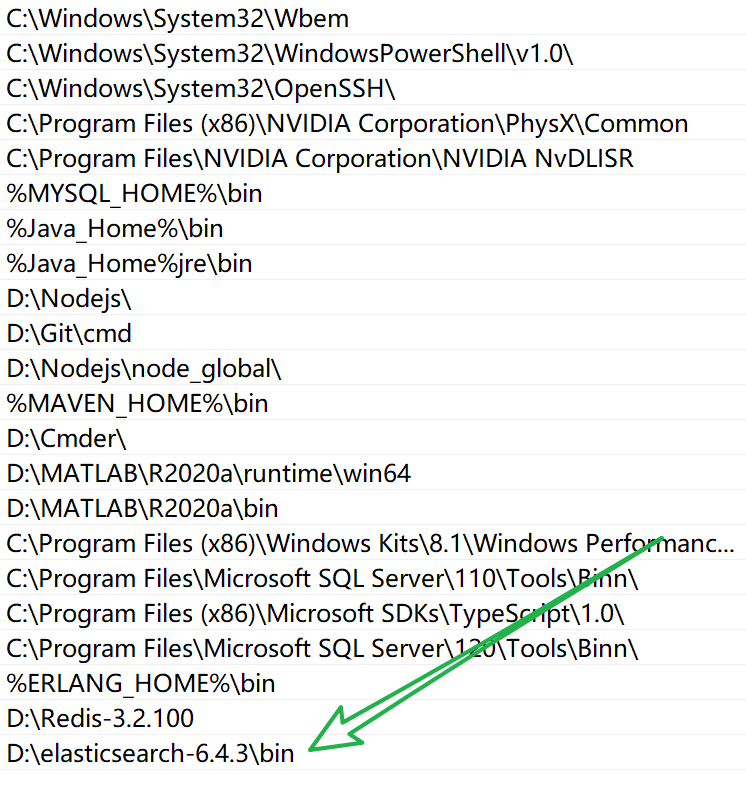 C:\Windows\System32\Wbem
C:\Windows\System32\WindowsPowerShell\v1.0\
C:\Windows\System32\OpenSSH\
C:\Program Files (x86)\NVIDIA Corporation\PhysX\Common
C:\Program Files\NVIDIA Corporation\NVIDIA NvDLISR
%MYSQL_HOME%\bin
%Java_Home%\bin
%Java_Home%jre\bin
D:\Nodejs\
D:\Git\cmd
D:\Nodejs\node_global\
%MAVEN_HOME%\bin
D:\Cmder\
D:\MATLAB\R2020a\runtime\win64
D:\MATLAB\R2020a\bin
C:\Program Files (x86)\Windows Kits\8.1\Windows Performanc...
C:\Program Files\Microsoft SQL Server\110\Tools\Binn\
C:\Program Files (x86)\Microsoft SDKs\TypeScript\1.0\
C:\Program Files\Microsoft SQL Server\120\Tools\Binn\
%ERLANG_HOME%\bin
D:\Redis-3.2.100
D:\elasticsearch-6.4.3\bin